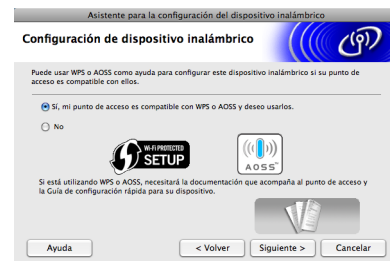 Asistente para la configuración del dispositivo inalámbrico
Configuración de dispositivo inalámbrico
Puede usar WPS o AOSS como ayuda para configurar este dispositivo inalámbrico si su punto de
acceso es compatible con ellos.
Sí, mi punto de acceso es compatible con WPS o AOSS y deseo usarlos.
No
WI-FI PROTECTED
SETUP
AOSS™
Si está utilizando WPS o AOSS, necesitará la documentación que acompaña al punto de acceso y
la Guía de configuración rápida para su dispositivo.
Ayuda
< Volver
Siguiente >
Cancelar